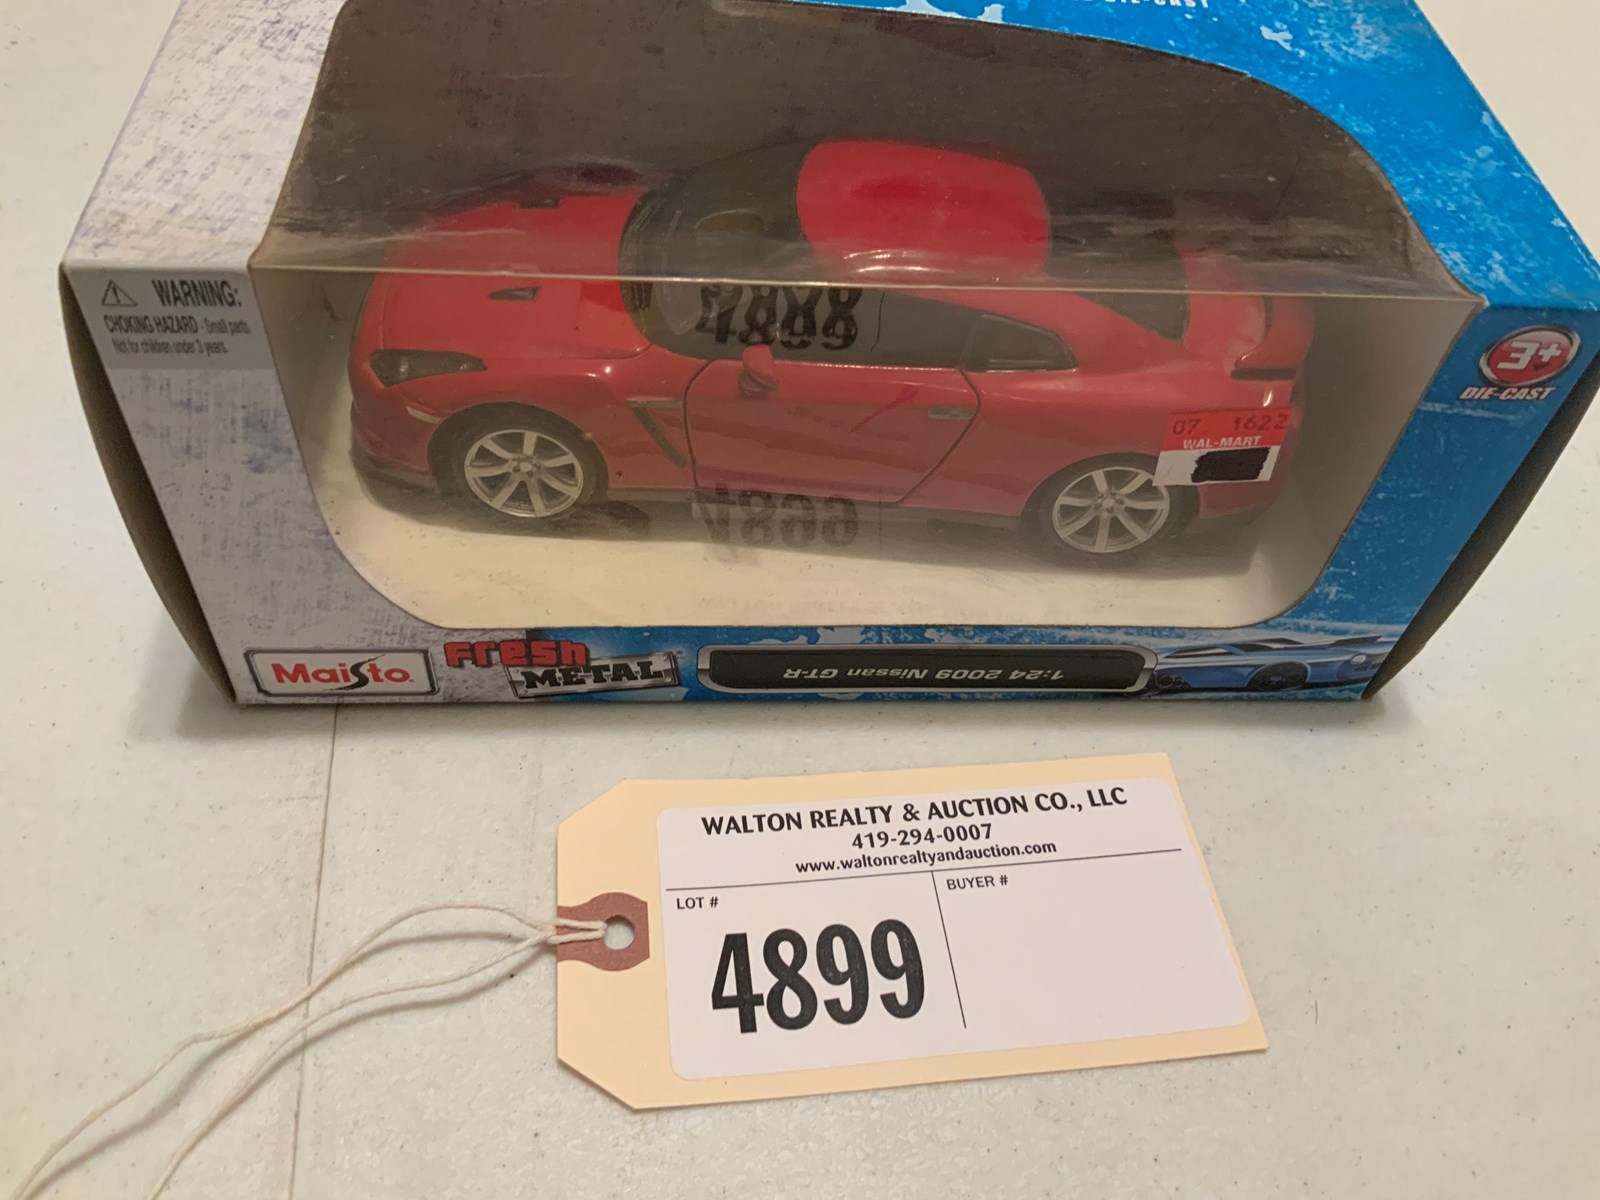 DIE-CAST
WARNING:
CHOKING HAZARD - Small parts
Not for children under 3 years.
3+
DIE-CAST
07 1622
WAL-MART
Maisto
FRESH
METAL
1:24 2009 Nissan GT-R
WALTON REALTY & AUCTION CO., LLC
419-294-0007
www.waltonrealtyandauction.com
LOT #
BUYER #
4899